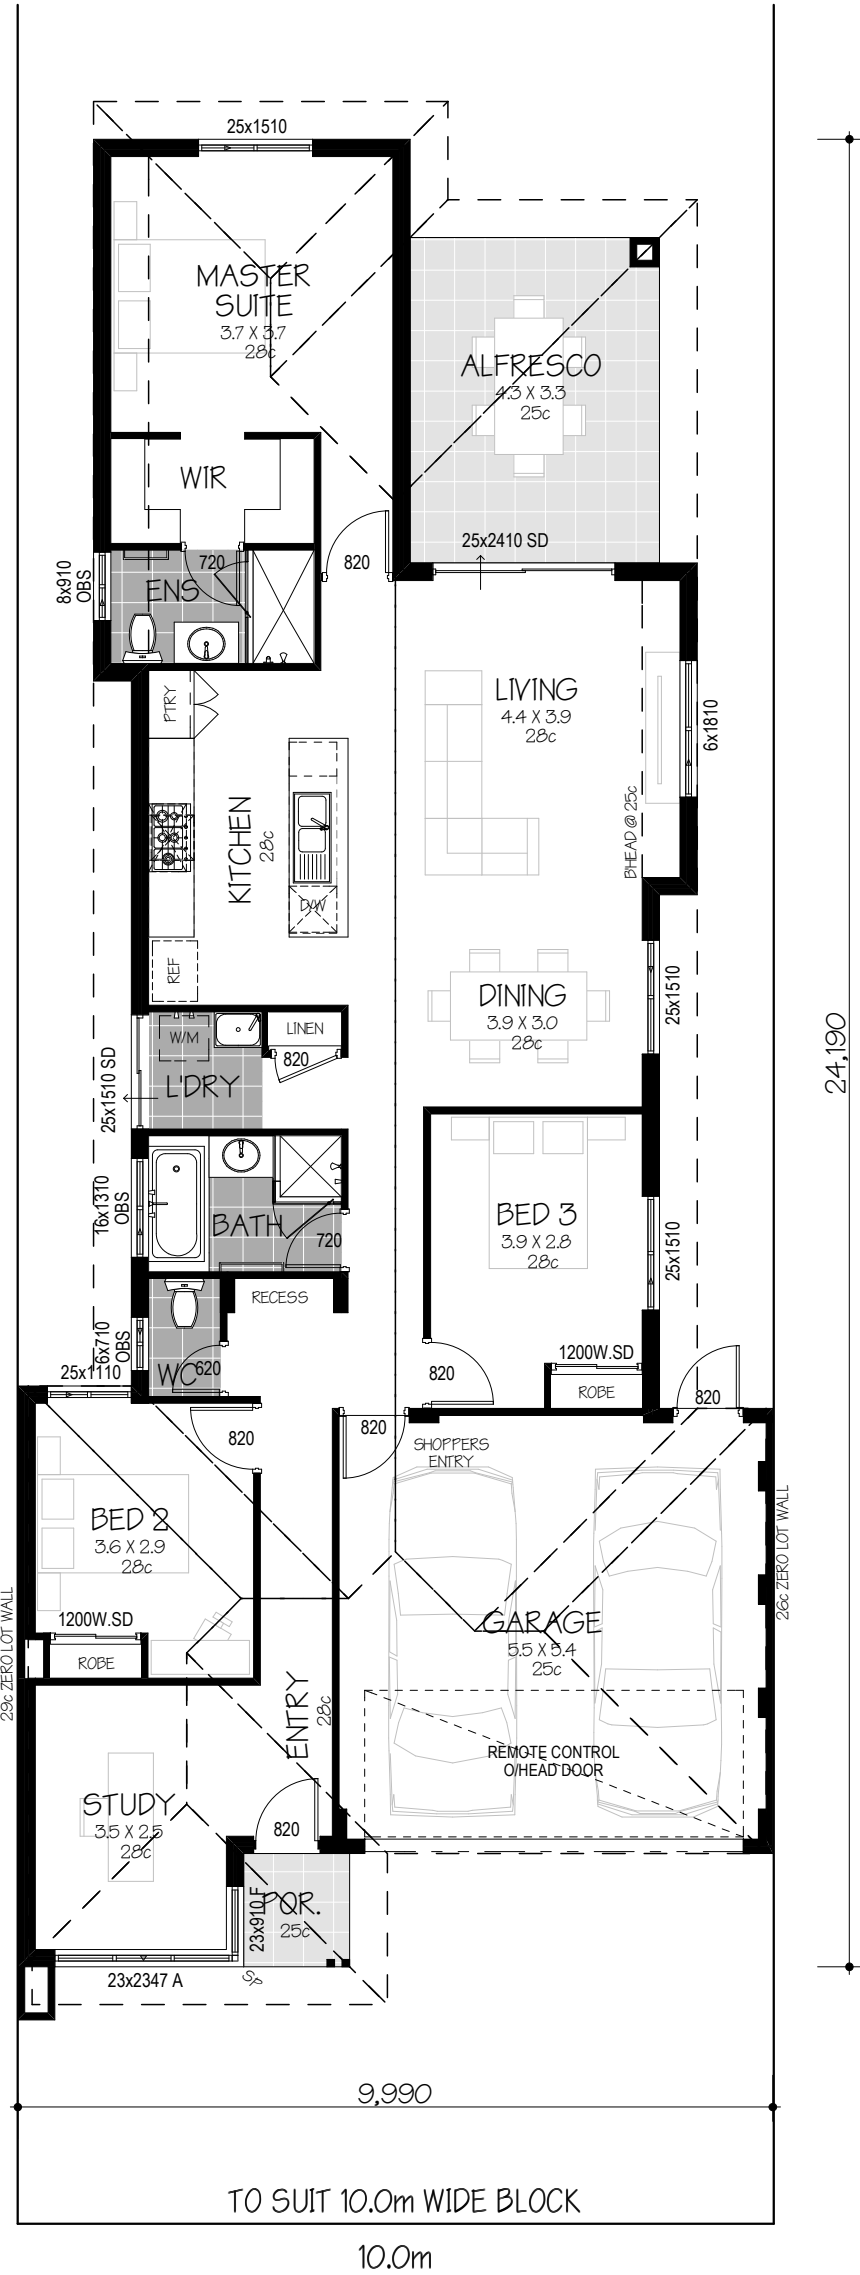 25x1510
MASTER
SUITE
3.7 X 3.7
28c
ALFRESCO
4.3 X 3.3
25c
WIR
25x2410 SD
820
720
8x910
OBS
ENS
PTRY
LIVING
4.4 X 3.9
28c
6x1810
B'HEAD @ 25c
KITCHEN
28c
D/W
REF
DINING
3.9 X 3.0
28c
25x1510
24,190
W/M
LINEN
820
L'DRY
25x1510 SD
16x1310
OBS
BATH
720
BED 3
3.9 X 2.8
28c
25x1510
RECESS
6x710
OBS
WC
620
25x1110
1200W.SD
ROBE
820
820
820
820
SHOPPERS
ENTRY
BED 2
3.6 X 2.9
28c
1200W.SD
ROBE
29c ZERO LOT WALL
26c ZERO LOT WALL
GARAGE
5.5 X 5.4
25c
ENTRY
28c
REMOTE CONTROL
O/HEAD DOOR
STUDY
3.5 X 2.5
28c
820
23x910 F
POR.
25c
23x2347 A
SP
L
9,990
TO SUIT 10.0m WIDE BLOCK
10.0m